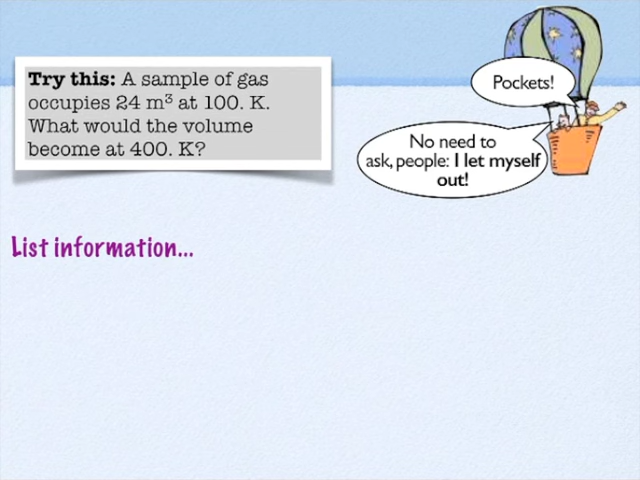 Try this: A sample of gas
occupies 24 m³ at 100. K.
What would the volume
become at 400. K?
Pockets!
No need to
ask, people: I let myself
out!
List information...